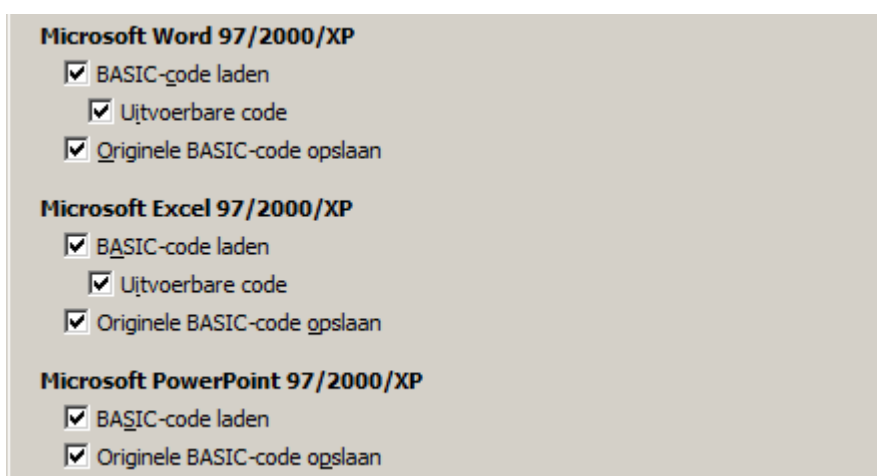 Microsoft Word 97/2000/XP
BASIC-code laden
Uitvoerbare code
Originele BASIC-code opslaan
Microsoft Excel 97/2000/XP
BASIC-code laden
Uitvoerbare code
Originele BASIC-code opslaan
Microsoft PowerPoint 97/2000/XP
BASIC-code laden
Originele BASIC-code opslaan